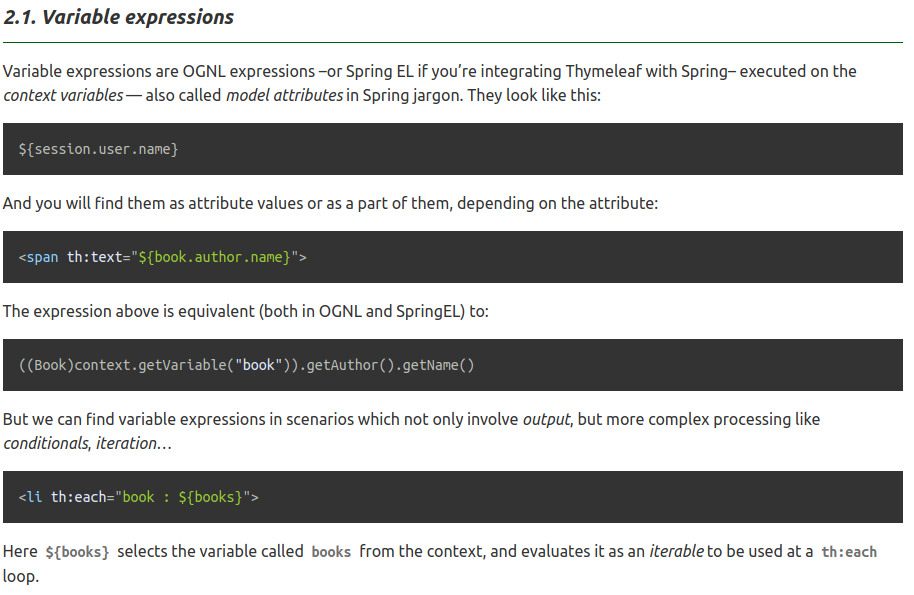 2.1. Variable expressions
Variable expressions are OGNL expressions –or Spring EL if you’re integrating Thymeleaf with Spring– executed on the
context variables — also called model attributes in Spring jargon. They look like this:
${session.user.name}
And you will find them as attribute values or as a part of them, depending on the attribute:
<span th:text="${book.author.name}">
The expression above is equivalent (both in OGNL and SpringEL) to:
((Book)context.getVariable("book")).getAuthor().getName()
But we can find variable expressions in scenarios which not only involve output, but more complex processing like
conditionals, iteration…
<li th:each="book : ${books}">
Here ${books} selects the variable called books from the context, and evaluates it as an iterable to be used at a th:each
loop.